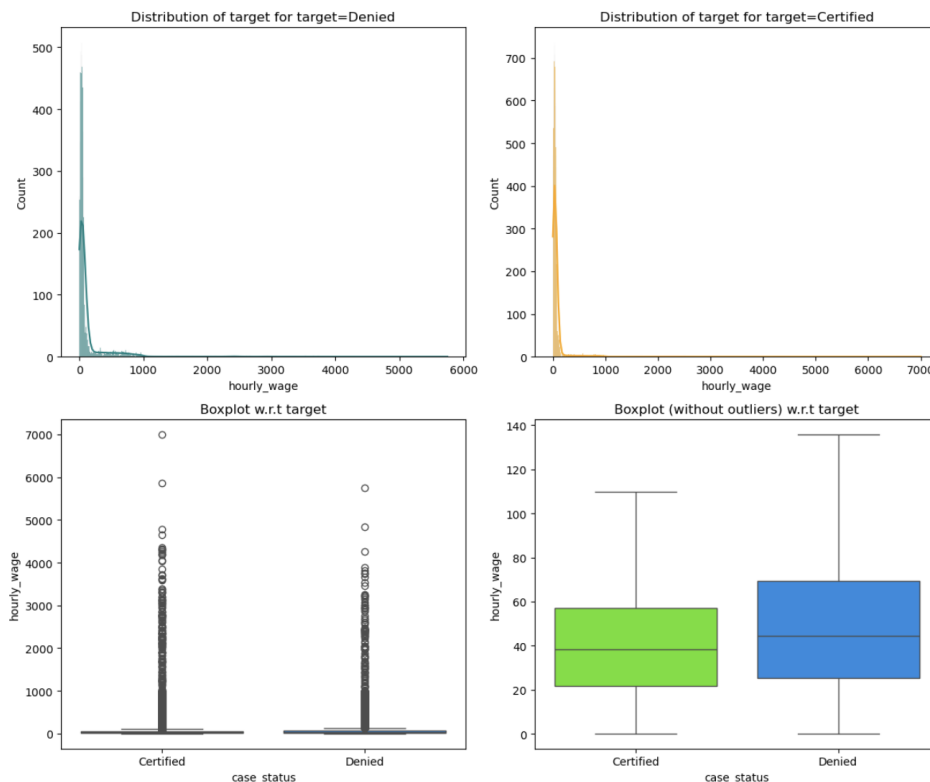 Distribution of target for target=Denied
500
400
300
200
100
0
Count
0 1000 2000 3000 4000 5000 6000
hourly_wage
Distribution of target for target=Certified
700
600
500
400
300
200
100
0
Count
0 1000 2000 3000 4000 5000 6000 7000
hourly_wage
Boxplot w.r.t target
7000
6000
5000
4000
3000
2000
1000
0
hourly_wage
Certified Denied
case_status
Boxplot (without outliers) w.r.t target
140
120
100
80
60
40
20
0
hourly_wage
Certified Denied
case_status